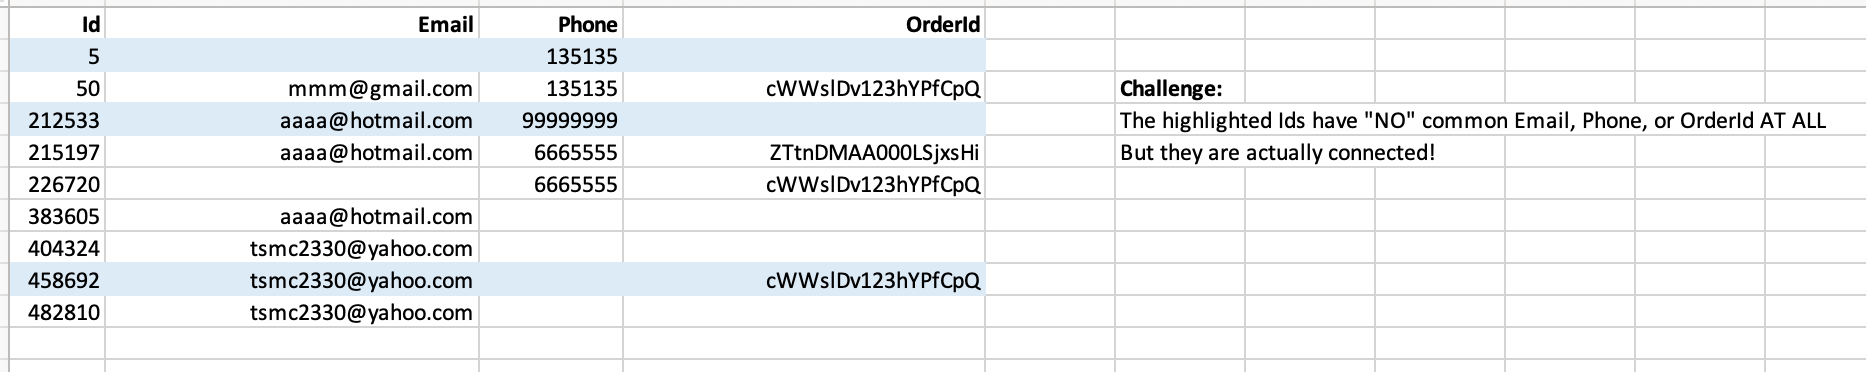 Id Email Phone OrderId
5 135135
50 mmm@gmail.com 135135 cWWslDv123hYPfCpQ Challenge:
212533 aaaa@hotmail.com 99999999 The highlighted Ids have "NO" common Email, Phone, or OrderId AT ALL
215197 aaaa@hotmail.com 6665555 ZTtnDMAA000LSjxsHi But they are actually connected!
226720 6665555 cWWslDv123hYPfCpQ
383605 aaaa@hotmail.com
404324 tsmc2330@yahoo.com
458692 tsmc2330@yahoo.com cWWslDv123hYPfCpQ
482810 tsmc2330@yahoo.com